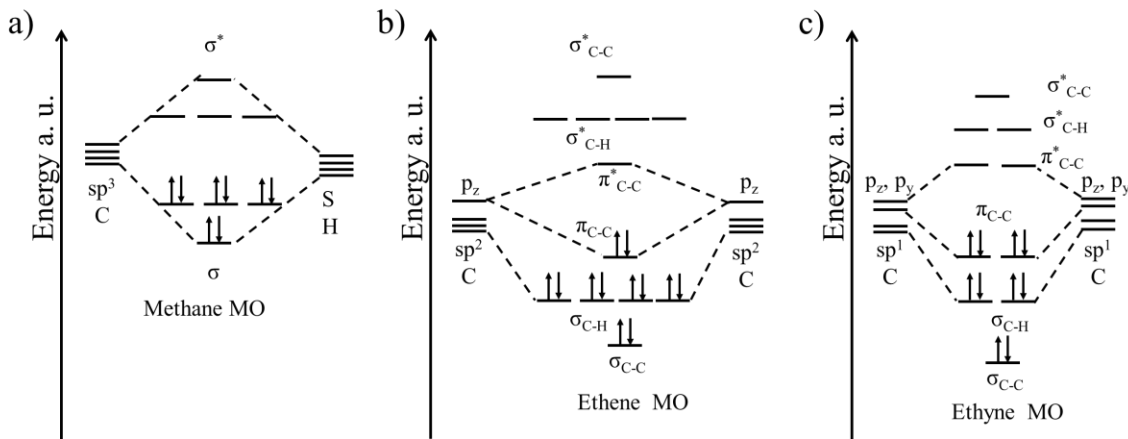 a)
Energy a. u.
σ*
sp3
C
S
H
σ
Methane MO
b)
Energy a. u.
σ*C-C
σ*C-H
pz
π*C-C
pz
πC-C
sp2
C
sp2
C
σC-H
σC-C
Ethene MO
c)
Energy a. u.
σ*C-C
σ*C-H
π*C-C
pz, py
pz, py
πC-C
sp1
C
sp1
C
σC-H
σC-C
Ethyne MO